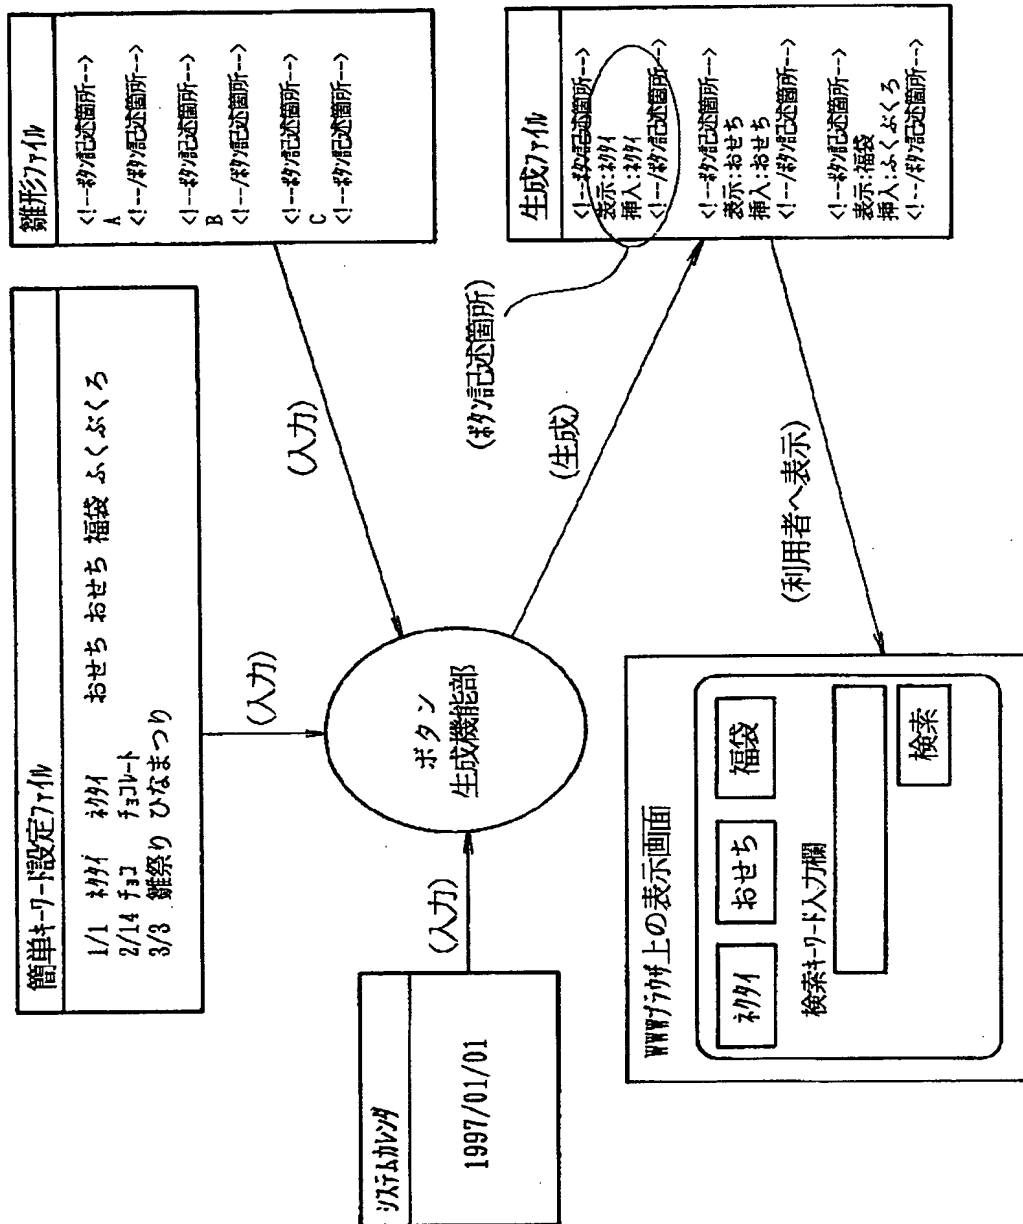 簡単ｷｰﾜｰﾄﾞ設定ﾌｧｲﾙ
1/1 ﾈｸﾀｲ ﾈｸﾀｲ おせち おせち 福袋 ふくぶくろ
2/14 ﾁｮｺ ﾁｮｺﾚｰﾄ
3/3 雛祭り ひなまつり
雛形ﾌｧｲﾙ
<!--ﾎﾞﾀﾝ記述箇所-->
A
<!--/ﾎﾞﾀﾝ記述箇所-->
<!--ﾎﾞﾀﾝ記述箇所-->
B
<!--/ﾎﾞﾀﾝ記述箇所-->
<!--ﾎﾞﾀﾝ記述箇所-->
C
<!--/ﾎﾞﾀﾝ記述箇所-->
(入力)
(入力)
ｼｽﾃﾑｶﾚﾝﾀﾞ
1997/01/01
(入力)
ボタン
生成機能部
(ﾎﾞﾀﾝ記述箇所)
(生成)
生成ﾌｧｲﾙ
<!--ﾎﾞﾀﾝ記述箇所-->
表示:ﾈｸﾀｲ
挿入:ﾈｸﾀｲ
<!--/ﾎﾞﾀﾝ記述箇所-->
<!--ﾎﾞﾀﾝ記述箇所-->
表示:おせち
挿入:おせち
<!--/ﾎﾞﾀﾝ記述箇所-->
<!--ﾎﾞﾀﾝ記述箇所-->
表示:福袋
挿入:ふくぶくろ
<!--/ﾎﾞﾀﾝ記述箇所-->
(利用者へ表示)
WWWﾌﾞﾗｳｻﾞ上の表示画面
ﾈｸﾀｲ おせち 福袋
検索ｷｰﾜｰﾄﾞ入力欄
検索